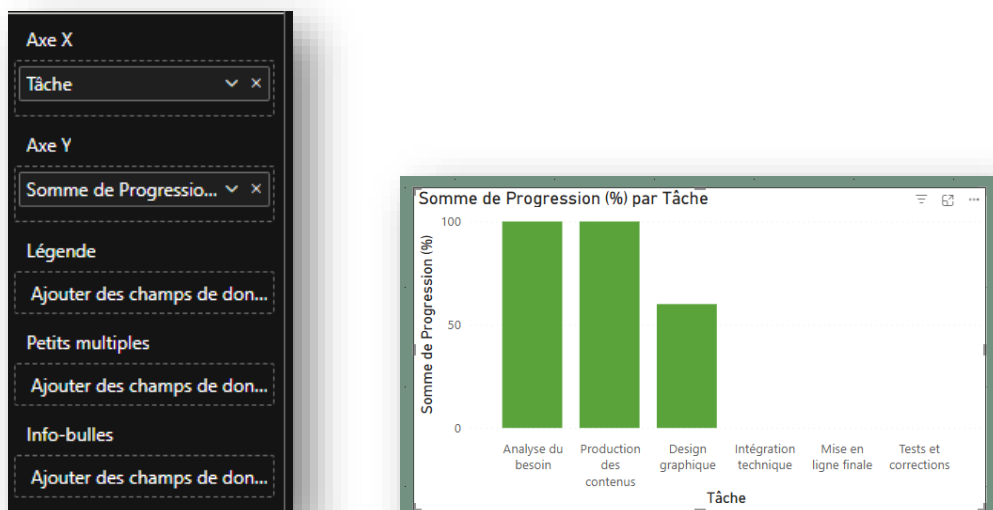 Axe X
Tâche
Axe Y
Somme de Progressio...
Légende
Ajouter des champs de don...
Petits multiples
Ajouter des champs de don...
Info-bulles
Ajouter des champs de don...
Somme de Progression (%) par Tâche
Somme de Progression (%)
100
50
0
Analyse du
besoin
Production
des
contenus
Design
graphique
Intégration
technique
Mise en
ligne finale
Tests et
corrections
Tâche